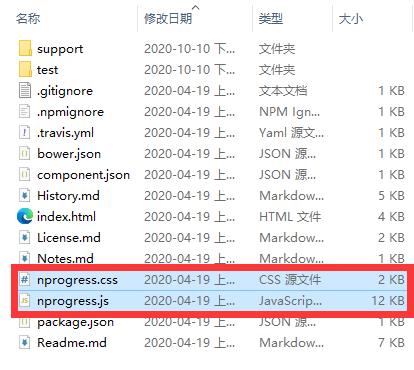 名称 修改日期 类型 大小
support 2020-10-10 下... 文件夹
test 2020-10-10 下... 文件夹
.gitignore 2020-04-19 上... 文本文档 1 KB
.npmignore 2020-04-19 上... NPM Ign... 1 KB
.travis.yml 2020-04-19 上... Yaml 源文... 1 KB
bower.json 2020-04-19 上... JSON 源... 1 KB
component.json 2020-04-19 上... JSON 源... 1 KB
History.md 2020-04-19 上... Markdow... 5 KB
index.html 2020-04-19 上... HTML 文件 4 KB
License.md 2020-04-19 上... Markdow... 2 KB
Notes.md 2020-04-19 上... Markdow... 1 KB
nprogress.css 2020-04-19 上... CSS 源文件 2 KB
nprogress.js 2020-04-19 上... JavaScrip... 12 KB
package.json 2020-04-19 上... JSON 源... 1 KB
Readme.md 2020-04-19 上... Markdow... 7 KB